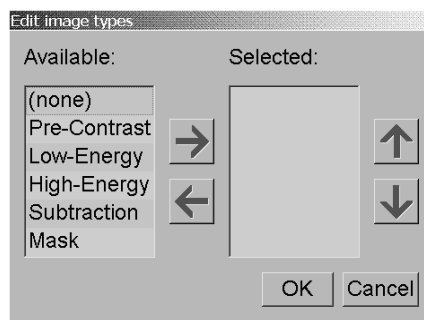 Edit image types
Available:
Selected:
(none)
Pre-Contrast
Low-Energy
High-Energy
Subtraction
Mask
OK
Cancel